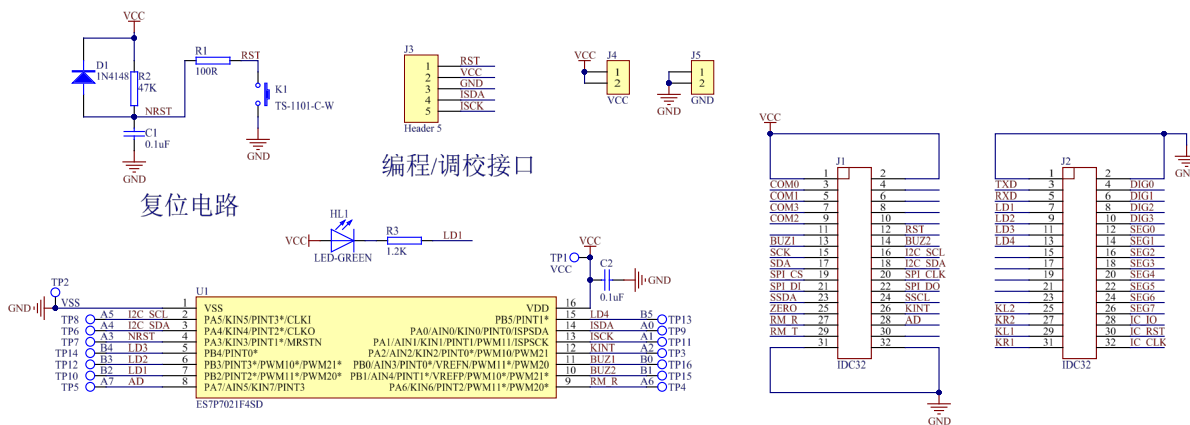 VCC
D1
1N4148
R2
47K
R1
100R
RST
K1
TS-1101-C-W
NRST
C1
0.1uF
GND
GND
复位电路
J3
1 RST
2 VCC
3 GND
4 ISDA
5 ISCK
Header 5
编程/调校接口
VCC
J4
1
2
VCC
J5
1
2
GND
GND
HL1
VCC
LED-GREEN
R3
1.2K
LD1
TP2
GND
VSS
U1
TP1
VCC
VCC
C2
0.1uF
GND
1 VSS VDD 16
TP8 A5 I2C_SCL 2 PA5/KIN5/PINT3*/CLKI PB5/PINT1* 15 LD4 B5 TP13
TP6 A4 I2C_SDA 3 PA4/KIN4/PINT2*/CLKO PA0/AIN0/KIN0/PINT0/ISPSDA 14 ISDA A0 TP9
TP7 A3 NRST 4 PA3/KIN3/PINT1*/MRSTN PA1/AIN1/KIN1/PINT1/PWM11/ISPSCK 13 ISCK A1 TP11
TP14 B4 LD3 5 PB4/PINT0* PA2/AIN2/KIN2/PINT0*/PWM10/PWM21 12 KINT A2 TP3
TP12 B3 LD2 6 PB3/PINT3*/PWM10*/PWM21* PB0/AIN3/PINT0*/VREFN/PWM11*/PWM20 11 BUZ1 B0 TP16
TP10 B2 LD1 7 PB2/PINT2*/PWM11*/PWM20* PB1/AIN4/PINT1*/VREFP/PWM10*/PWM21* 10 BUZ2 B1 TP15
TP5 A7 AD 8 PA7/AIN5/KIN7/PINT3 PA6/KIN6/PINT2/PWM11*/PWM20* 9 RM_R A6 TP4
ES7P7021F4SD
VCC
J1
1 2
COM0 3 4
COM1 5 6
COM3 7 8
COM2 9 10
11 12 RST
BUZ1 13 14 BUZ2
SCK 15 16 I2C_SCL
SDA 17 18 I2C_SDA
SPI_CS 19 20 SPI_CLK
SPI_DI 21 22 SPI_DO
SSDA 23 24 SSCL
ZERO 25 26 KINT
RM_R 27 28 AD
RM_T 29 30
31 32
IDC32
GND
J2
GND
1 2
TXD 3 4 DIG0
RXD 5 6 DIG1
LD1 7 8 DIG2
LD2 9 10 DIG3
LD3 11 12 SEG0
LD4 13 14 SEG1
15 16 SEG2
17 18 SEG3
19 20 SEG4
21 22 SEG5
23 24 SEG6
KL2 25 26 SEG7
KR2 27 28 IC_IO
KL1 29 30 IC_RST
KR1 31 32 IC_CLK
IDC32